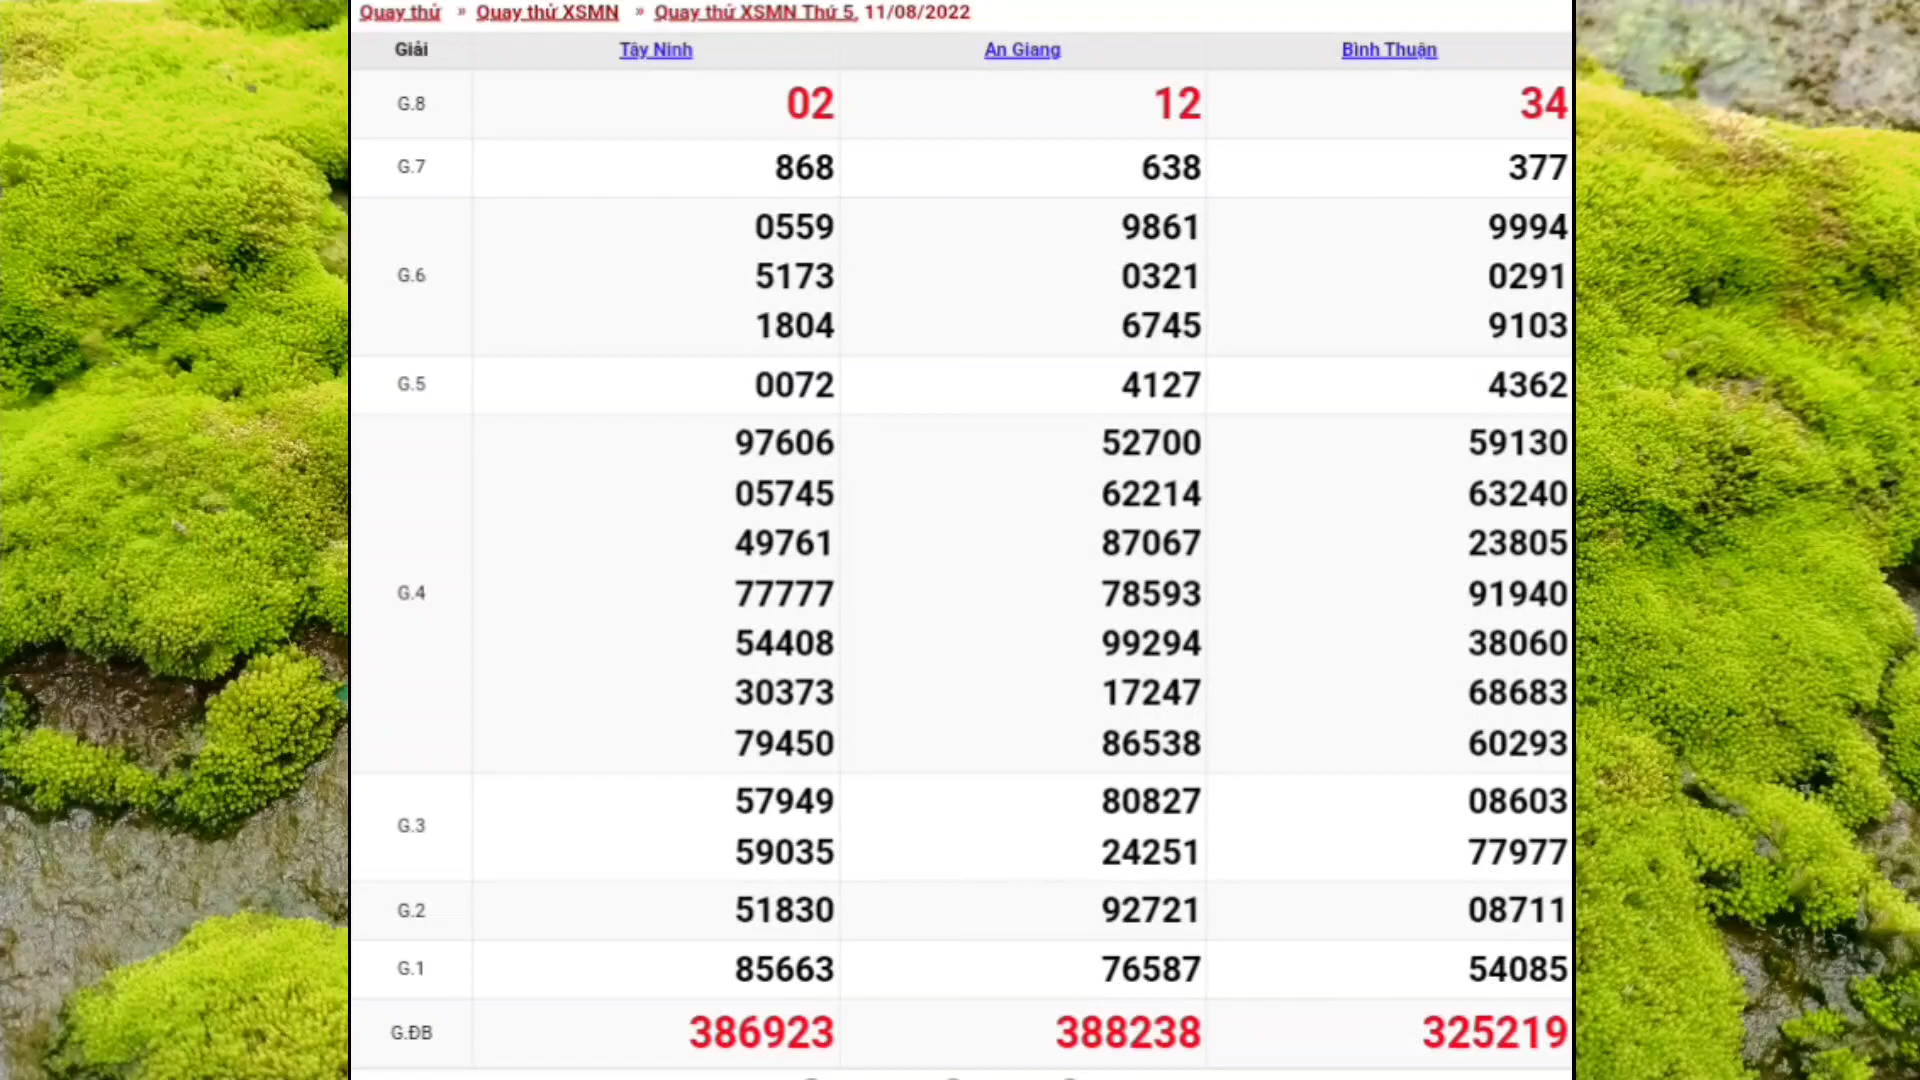 Quay thử » Quay thử XSMN » Quay thử XSMN Thứ 5, 11/08/2022
Giải Tây Ninh An Giang Bình Thuận
G.8 02 12 34
G.7 868 638 377
0559 9861 9994
G.6 5173 0321 0291
1804 6745 9103
G.5 0072 4127 4362
97606 52700 59130
05745 62214 63240
49761 87067 23805
G.4 77777 78593 91940
54408 99294 38060
30373 17247 68683
79450 86538 60293
57949 80827 08603
G.3
59035 24251 77977
G.2 51830 92721 08711
G.1 85663 76587 54085
G.ĐB 386923 388238 325219